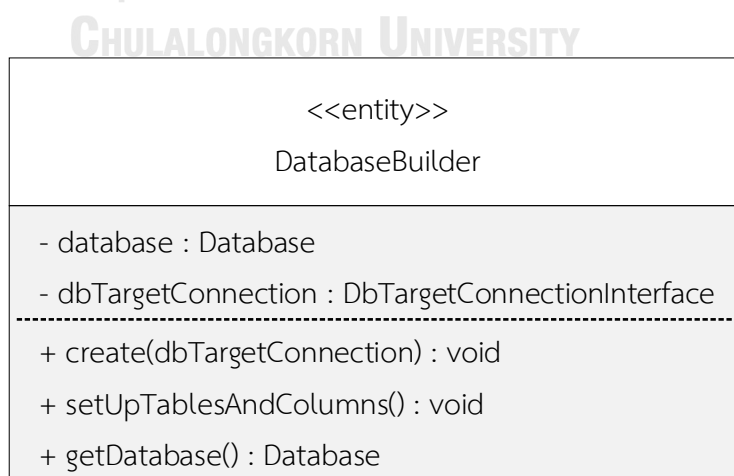 CHULALONGKORN UNIVERSITY
<<entity>>
DatabaseBuilder
- database : Database
- dbTargetConnection : DbTargetConnectionInterface
+ create(dbTargetConnection) : void
+ setUpTablesAndColumns() : void
+ getDatabase() : Database